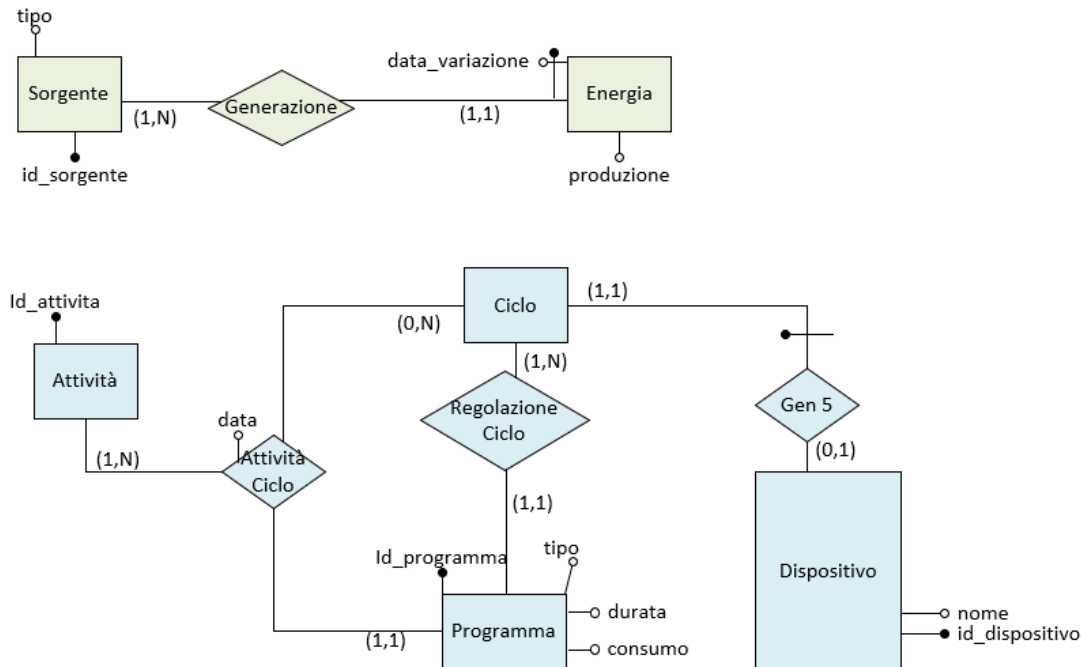 tipo
Sorgente
(1,N)
Generazione
data_variazione
(1,1)
Energia
id_sorgente
produzione
Id_attivita
Attività
(1,N)
data
Attività
Ciclo
(0,N)
Ciclo
(1,1)
(1,N)
Regolazione
Ciclo
(1,1)
Gen 5
(0,1)
Id_programma
tipo
(1,1)
Programma
durata
consumo
Dispositivo
nome
id_dispositivo